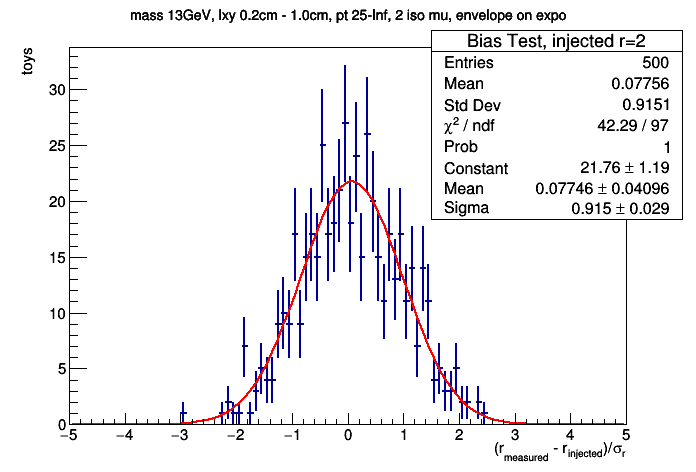 mass 13GeV, lxy 0.2cm - 1.0cm, pt 25-Inf, 2 iso mu, envelope on expo
toys
Bias Test, injected r=2
Entries 500
Mean 0.07756
Std Dev 0.9151
χ² / ndf 42.29 / 97
Prob 1
Constant 21.76 ± 1.19
Mean 0.07746 ± 0.04096
Sigma 0.915 ± 0.029
30
25
20
15
10
5
0
−5 −4 −3 −2 −1 0 1 2 3 4 5
(r_measured - r_injected)/σ_r